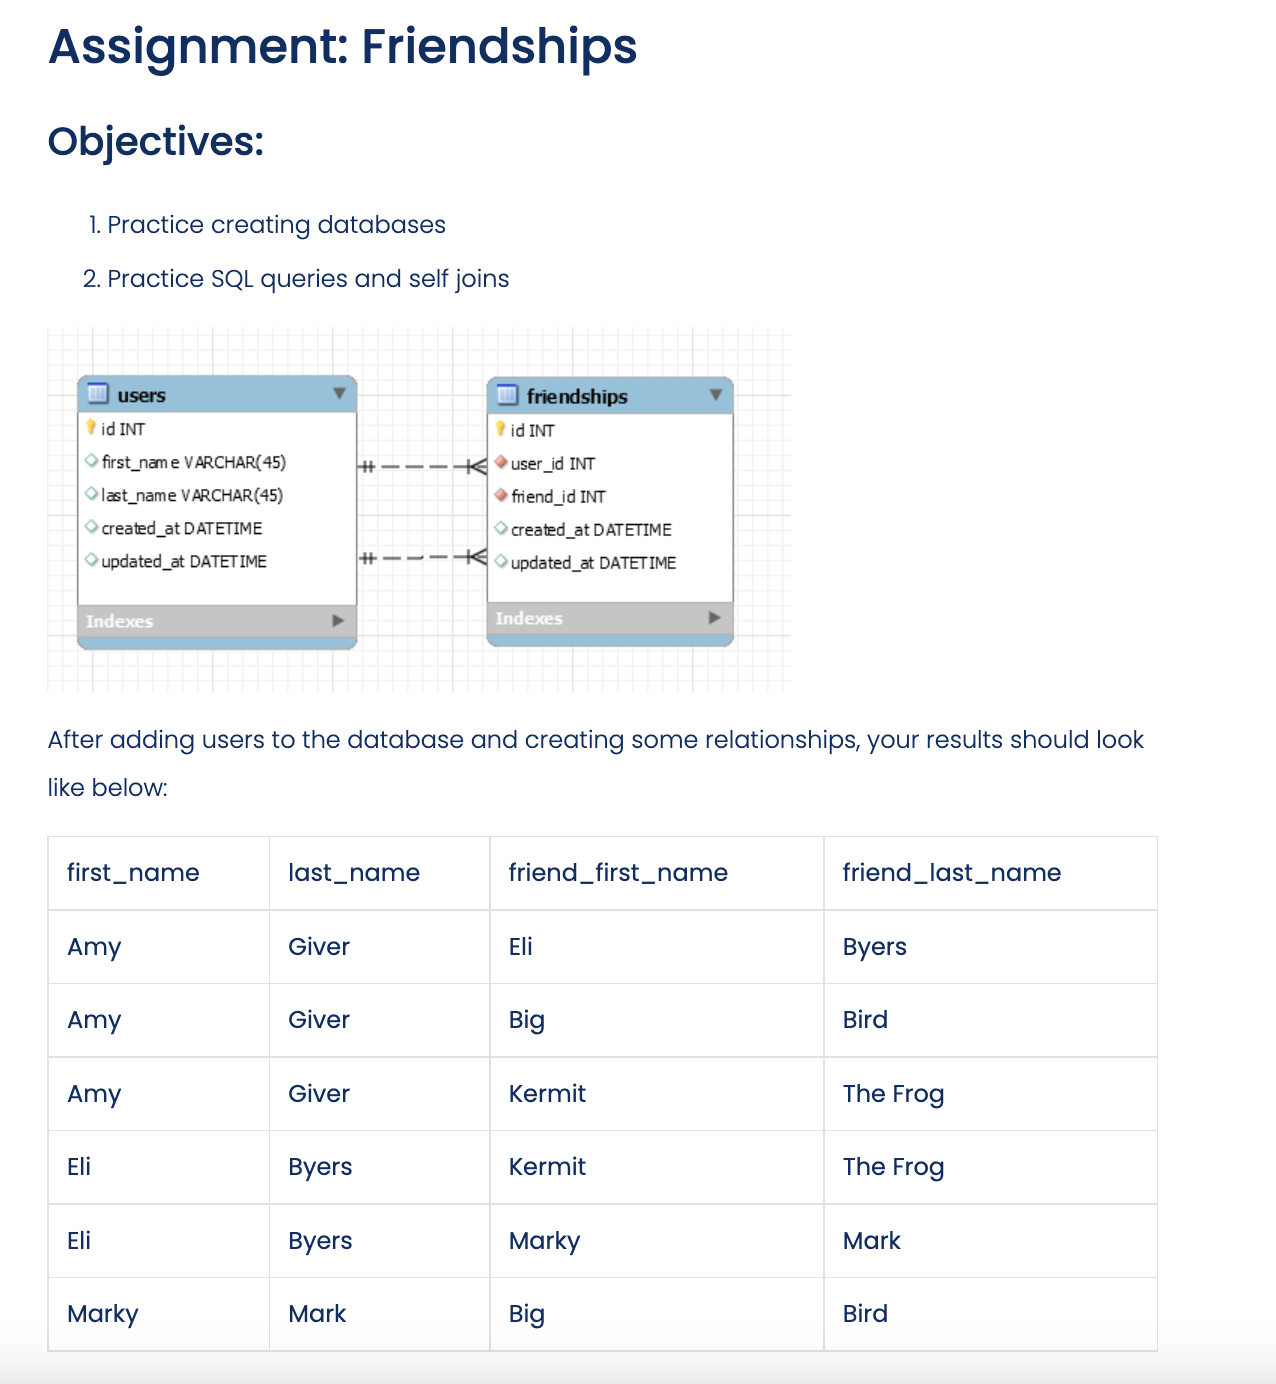 Assignment: Friendships
Objectives:
1. Practice creating databases
2. Practice SQL queries and self joins
users
id INT
first_name VARCHAR(45)
last_name VARCHAR(45)
created_at DATETIME
updated_at DATETIME
Indexes
friendships
id INT
user_id INT
friend_id INT
created_at DATETIME
updated_at DATETIME
Indexes
After adding users to the database and creating some relationships, your results should look
like below:
first_name last_name friend_first_name friend_last_name
Amy Giver Eli Byers
Amy Giver Big Bird
Amy Giver Kermit The Frog
Eli Byers Kermit The Frog
Eli Byers Marky Mark
Marky Mark Big Bird